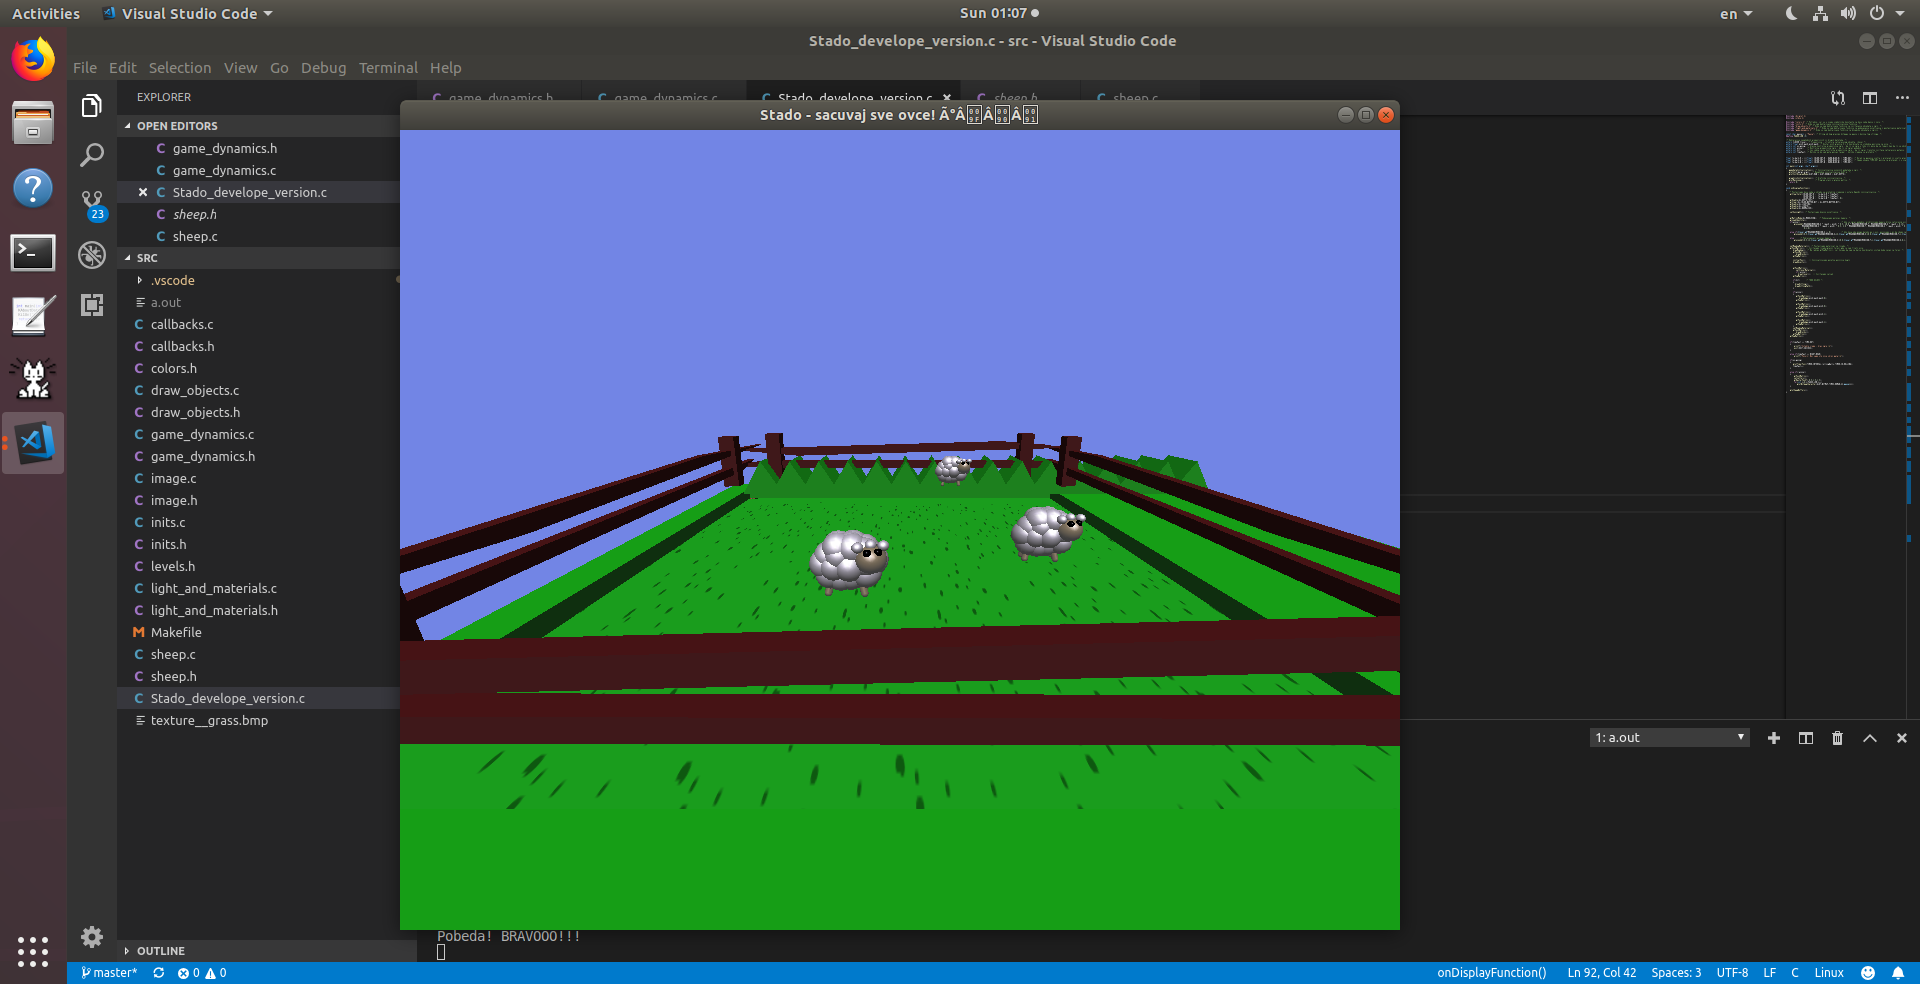 Activities
Visual Studio Code
Sun 01:07
en
Stado_develope_version.c - src - Visual Studio Code
File Edit Selection View Go Debug Terminal Help
EXPLORER
game_dynamics.h
game_dynamics.c
Stado_develope_version.c
sheep.h
sheep.c
OPEN EDITORS
game_dynamics.h
game_dynamics.c
Stado_develope_version.c
sheep.h
sheep.c
23
SRC
.vscode
a.out
callbacks.c
callbacks.h
colors.h
draw_objects.c
draw_objects.h
game_dynamics.c
game_dynamics.h
image.c
image.h
inits.c
inits.h
levels.h
light_and_materials.c
light_and_materials.h
Makefile
sheep.c
sheep.h
Stado_develope_version.c
texture__grass.bmp
OUTLINE
Stado - sacuvaj sve ovce!
1: a.out
Pobeda! BRAVOOO!!!
master* 0 0
onDisplayFunction() Ln 92, Col 42 Spaces: 3 UTF-8 LF C Linux